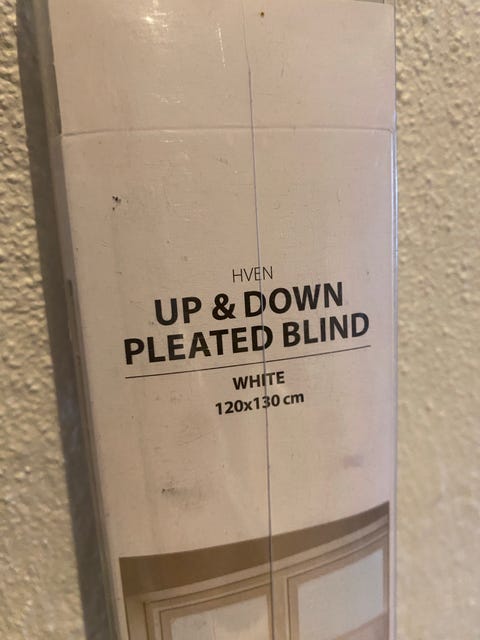 HVEN
UP & DOWN
PLEATED BLIND
WHITE
120x130 cm